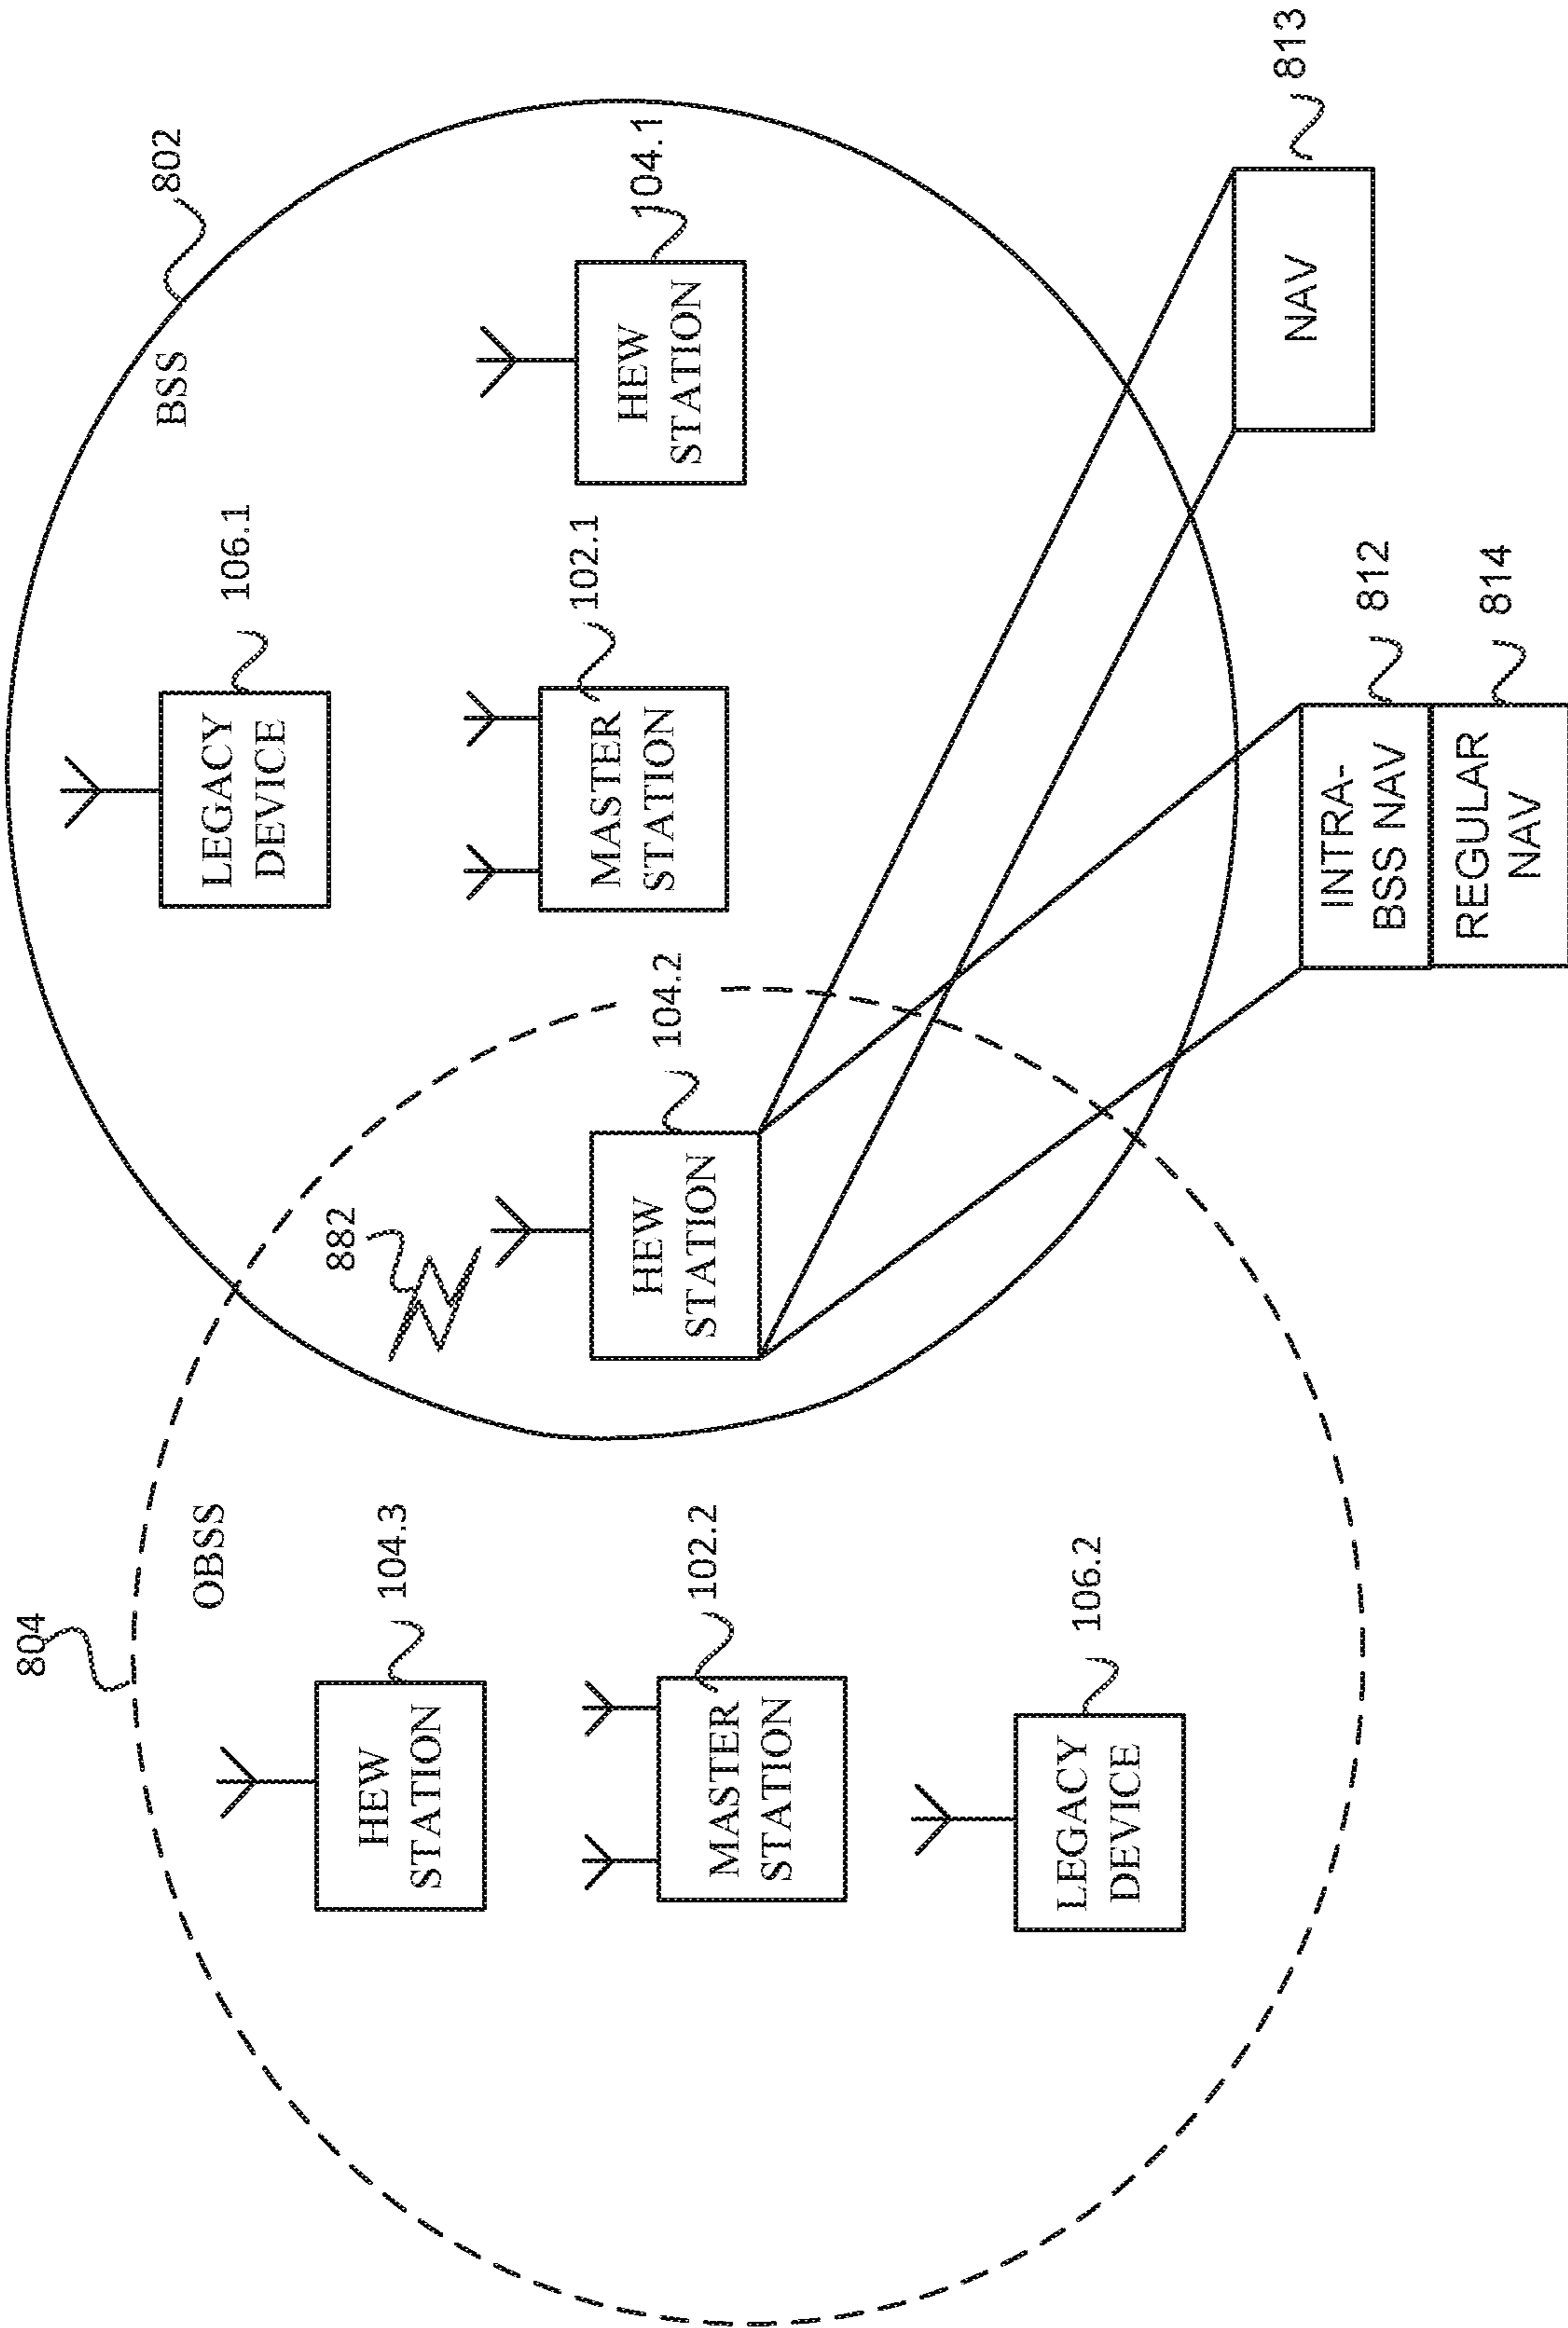 804
OBSS
BSS
802
HEW
STATION
104.3
MASTER
STATION
102.2
LEGACY
DEVICE
106.2
882
HEW
STATION
104.2
LEGACY
DEVICE
106.1
MASTER
STATION
102.1
HEW
STATION
104.1
INTRA-
BSS NAV
812
REGULAR
NAV
814
NAV
813